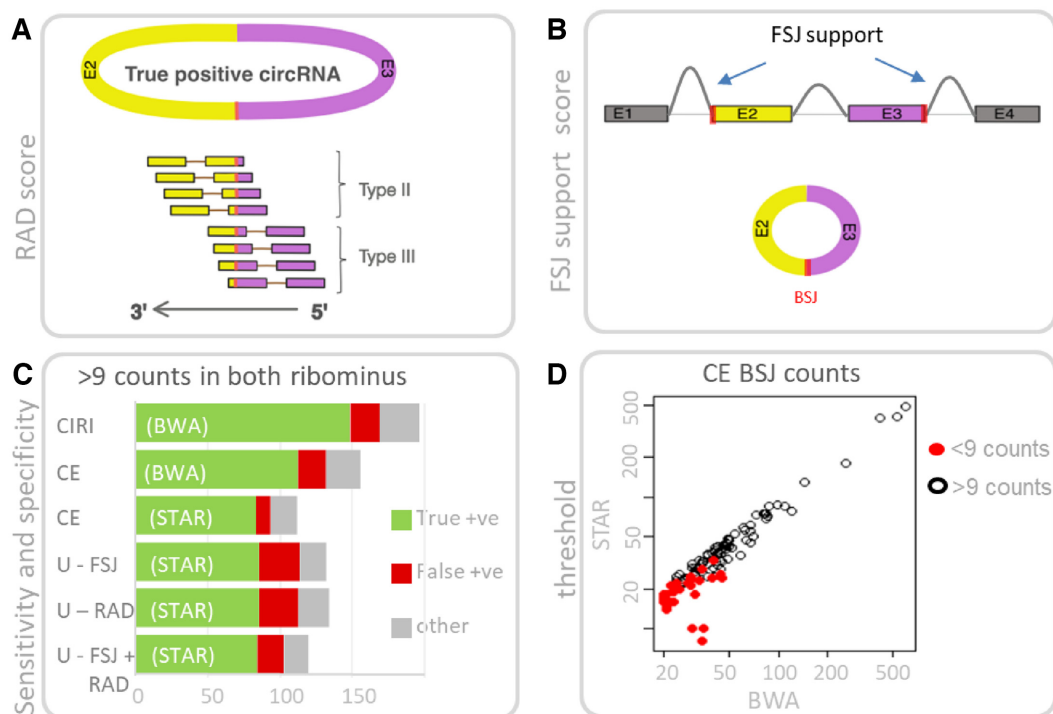 A
RAD score
E2
True positive circRNA
E3
Type II
Type III
3'
5'
B
FSJ support score
FSJ support
E1
E2
E3
E4
E2
E3
BSJ
C
Sensitivity and specificity
>9 counts in both ribominus
CIRI
(BWA)
CE
(BWA)
CE
(STAR)
U - FSJ
(STAR)
U – RAD
(STAR)
U - FSJ +
RAD
(STAR)
True +ve
False +ve
other
0
50
100
150
D
threshold
CE BSJ counts
STAR
500
200
50
20
20
50
100
200
500
BWA
<9 counts
>9 counts